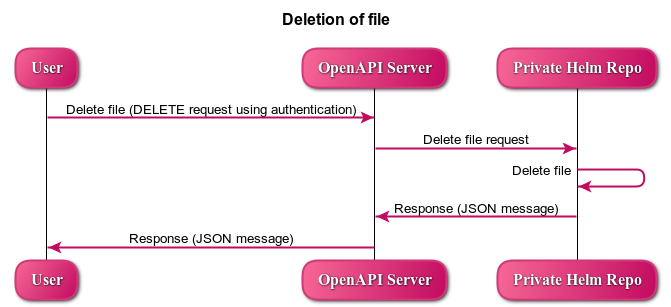 Deletion of file
User
OpenAPI Server
Private Helm Repo
Delete file (DELETE request using authentication)
Delete file request
Delete file
Response (JSON message)
Response (JSON message)
User
OpenAPI Server
Private Helm Repo